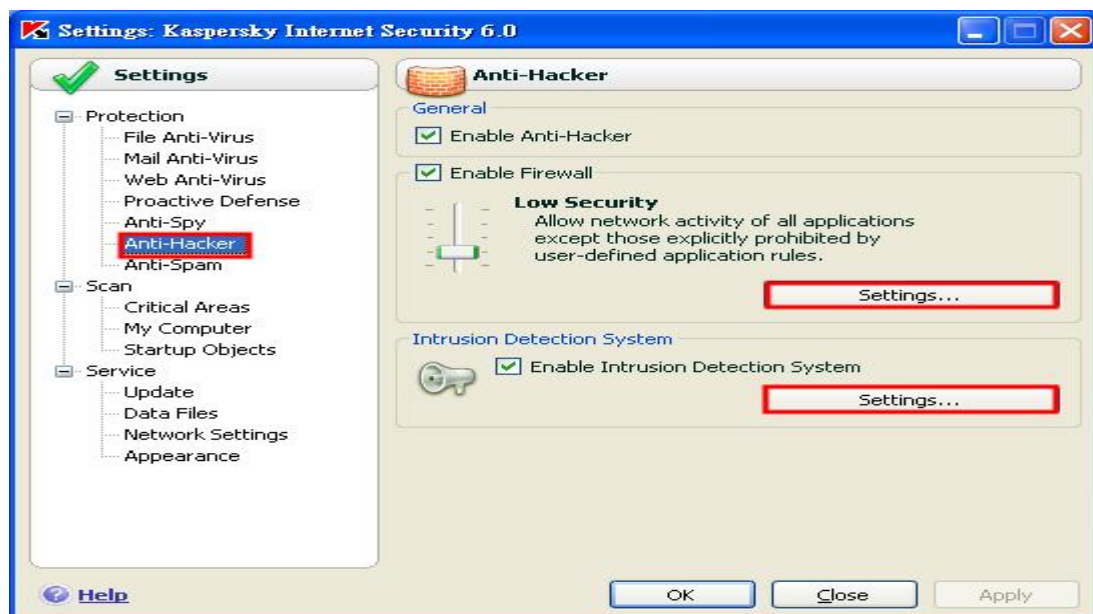 Settings: Kaspersky Internet Security 6.0
Settings
Protection
File Anti-Virus
Mail Anti-Virus
Web Anti-Virus
Proactive Defense
Anti-Spy
Anti-Hacker
Anti-Spam
Scan
Critical Areas
My Computer
Startup Objects
Service
Update
Data Files
Network Settings
Appearance
Anti-Hacker
General
Enable Anti-Hacker
Enable Firewall
Low Security
Allow network activity of all applications
except those explicitly prohibited by
user-defined application rules.
Settings...
Intrusion Detection System
Enable Intrusion Detection System
Settings...
Help
OK
Close
Apply